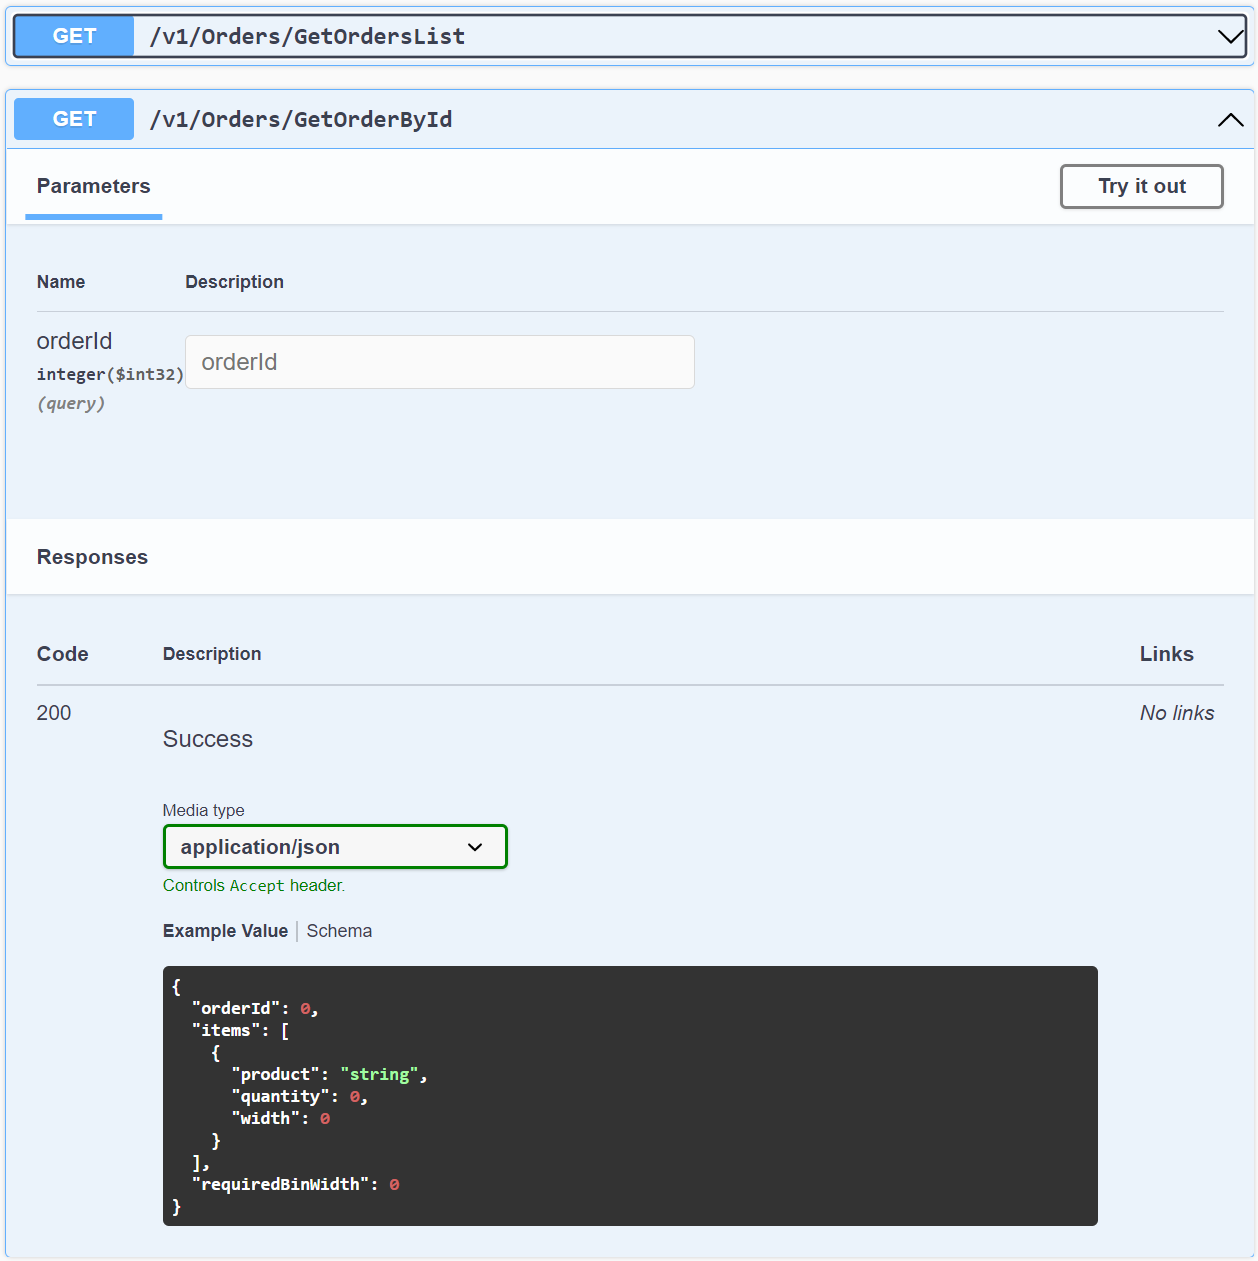 GET /v1/Orders/GetOrdersList
GET /v1/Orders/GetOrderById
Parameters Try it out
Name Description
orderId orderId
integer($int32)
(query)
Responses
Code Description Links
200 No links
Success
Media type
application/json
Controls Accept header.
Example Value Schema
{
  "orderId": 0,
  "items": [
    {
      "product": "string",
      "quantity": 0,
      "width": 0
    }
  ],
  "requiredBinWidth": 0
}